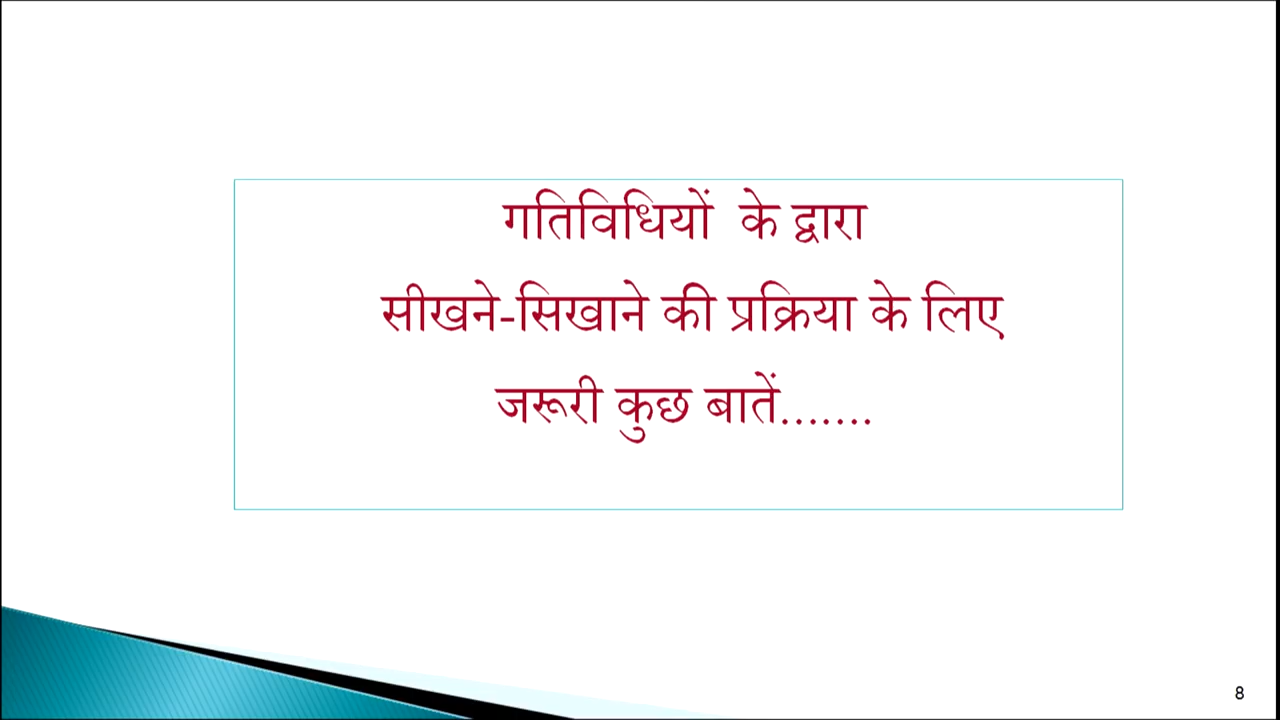 गतिविधियों के द्वारा
सीखने-सिखाने की प्रक्रिया के लिए
जरूरी कुछ बातें.......
8